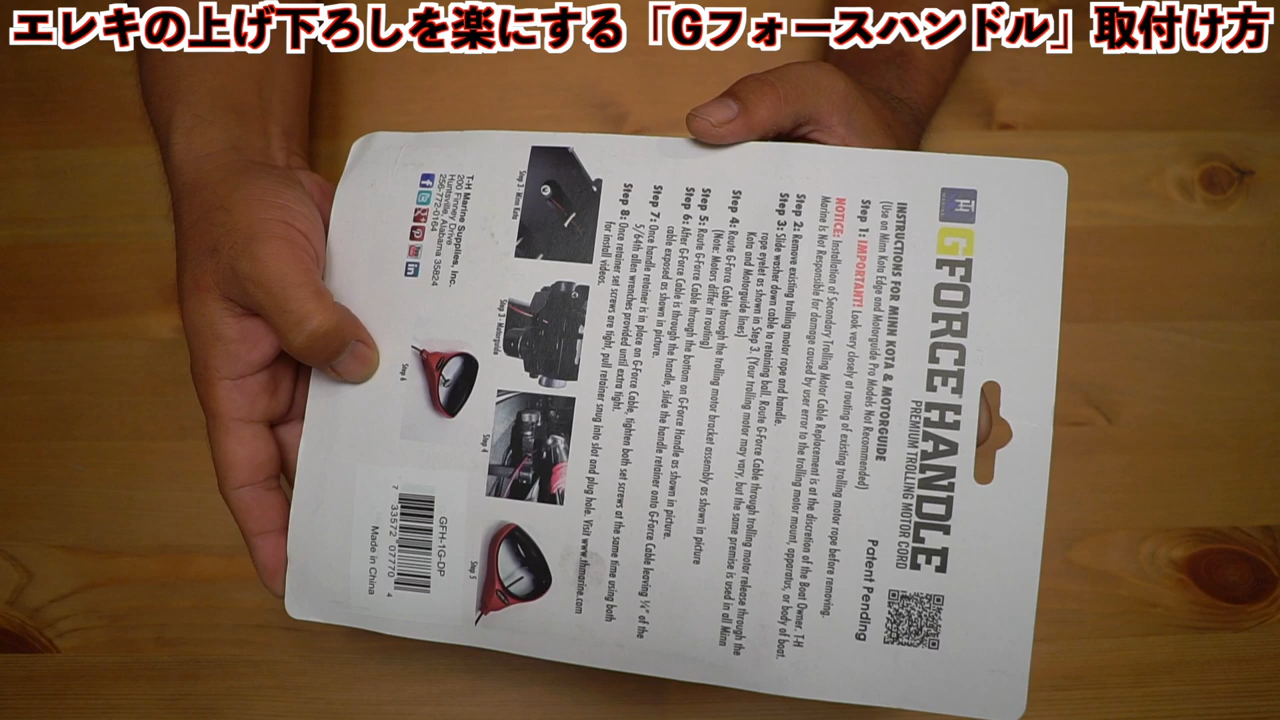 エレキの上げ下ろしを楽にする「Gフォースハンドル」取付け方
TH
MARINE
GFORCE HANDLE
PREMIUM TROLLING MOTOR CORD
INSTRUCTIONS FOR MINN KOTA & MOTORGUIDE
(Use on Minn Kota Edge and Motorguide Pro Models Not Recommended)
Patent Pending
Step 1: IMPORTANT! Look very closely at routing of existing trolling motor rope before removing.
NOTICE: Installation of Secondary Trolling Motor Cable Replacement is at the discretion of the Boat Owner. T-H
Marine Is Not Responsible for damage caused by user error to the trolling motor mount, apparatus, or body of boat.
Step 2: Remove existing trolling motor rope and handle.
Step 3: Slide washer down cable to retaining ball. Route G-Force Cable through trolling motor release through the
rope eyelet as shown in Step 3. (Your trolling motor may vary, but the same premise is used in all Minn
Kota and Motorguide lines)
Step 4: Route G-Force Cable through the trolling motor bracket assembly as shown in picture
(Note: Motors differ in routing)
Step 5: Route G-Force Cable through the bottom on G-Force Handle as shown in picture.
Step 6: After G-Force Cable is through the handle, slide the handle retainer onto G-Force Cable leaving ¼" of the
cable exposed as shown in picture.
Step 7: Once handle retainer is in place on G-Force Cable, tighten both set screws at the same time using both
5/64th allen wrenches provided until extra tight.
Step 8: Once retainer set screws are tight, pull retainer snug into slot and plug hole. Visit www.thmarine.com
for install videos.
Step 3 - Minn Kota
Step 3 - Motorguide
Step 4
Step 5
Step 6
T-H Marine Supplies, Inc.
200 Finney Drive
Huntsville, Alabama 35824
256-772-0164
GFH-1G-DP
7 33572 07770 4
Made in China